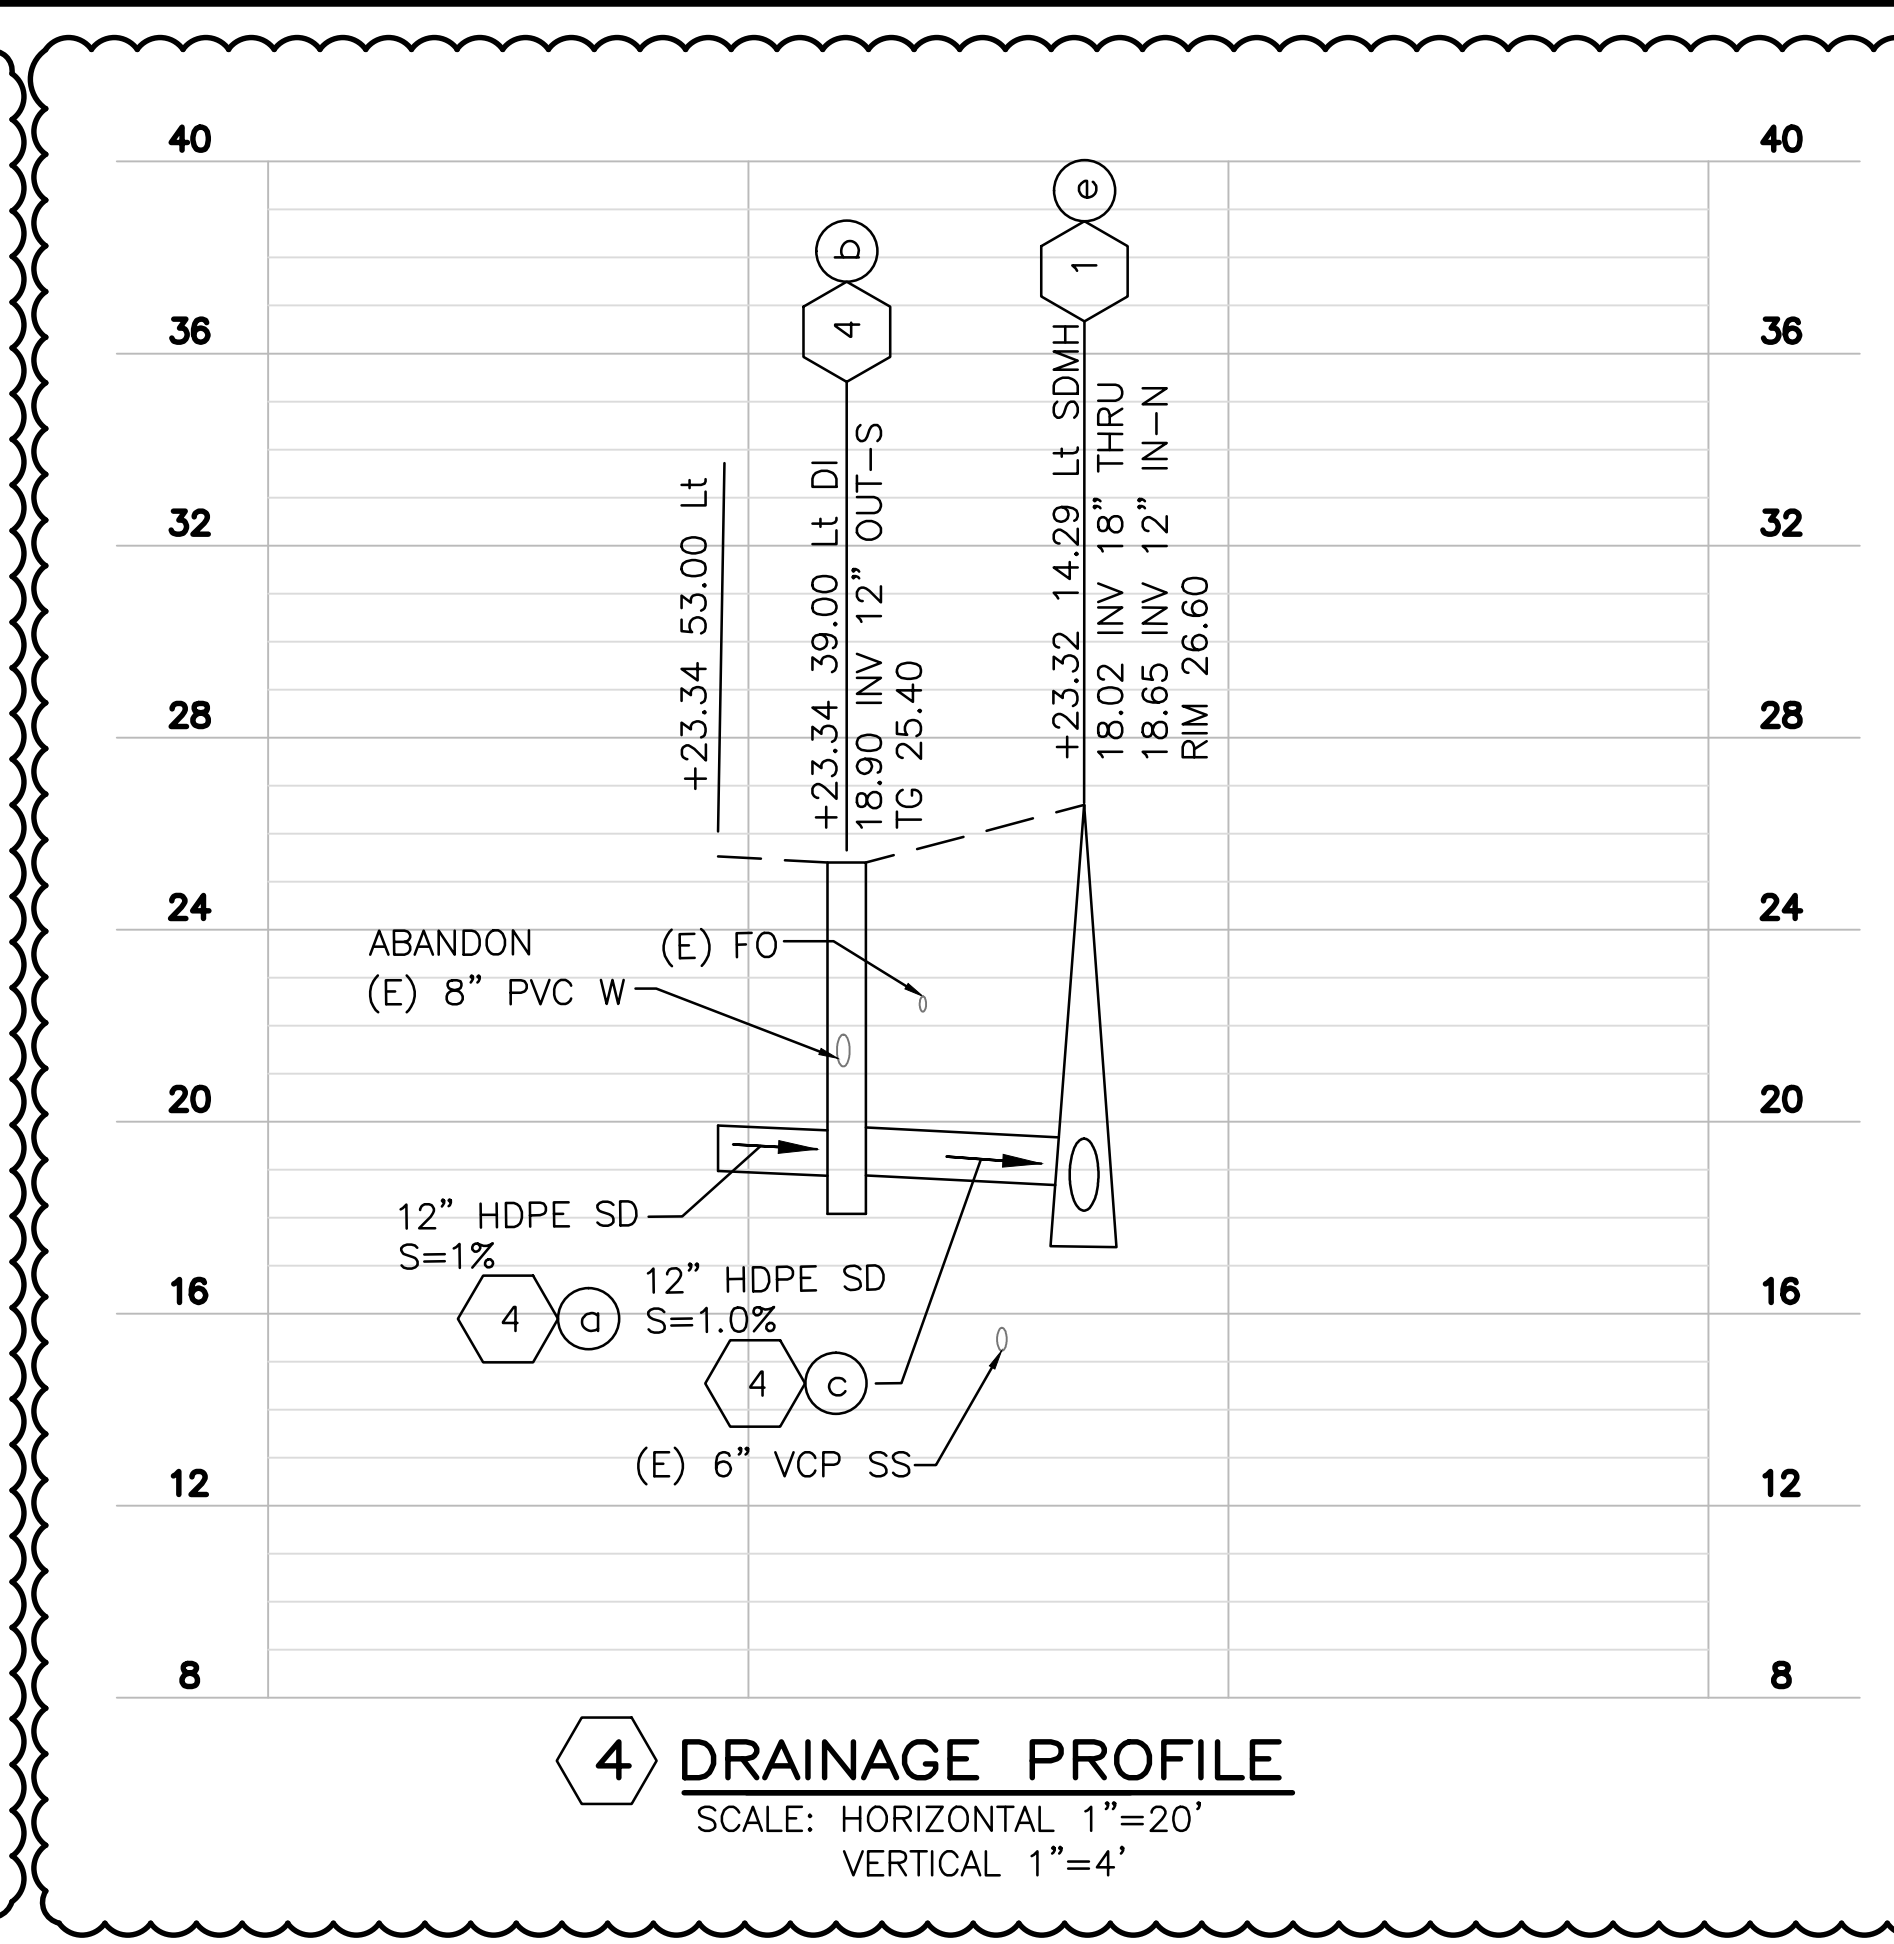 40
40
36
36
32
32
28
28
24
24
20
20
16
16
12
12
8
8
b
4
e
1
+23.34 53.00 Lt
+23.34 39.00 Lt DI
18.90 INV 12" OUT-S
TG 25.40
+23.32 14.29 Lt SDMH
18.02 INV 18" THRU
18.65 INV 12" IN-N
RIM 26.60
ABANDON
(E) 8" PVC W
(E) FO
12" HDPE SD
S=1%
4 a
12" HDPE SD
S=1.0%
4 c
(E) 6" VCP SS
4 DRAINAGE PROFILE
SCALE: HORIZONTAL 1"=20'
VERTICAL 1"=4'